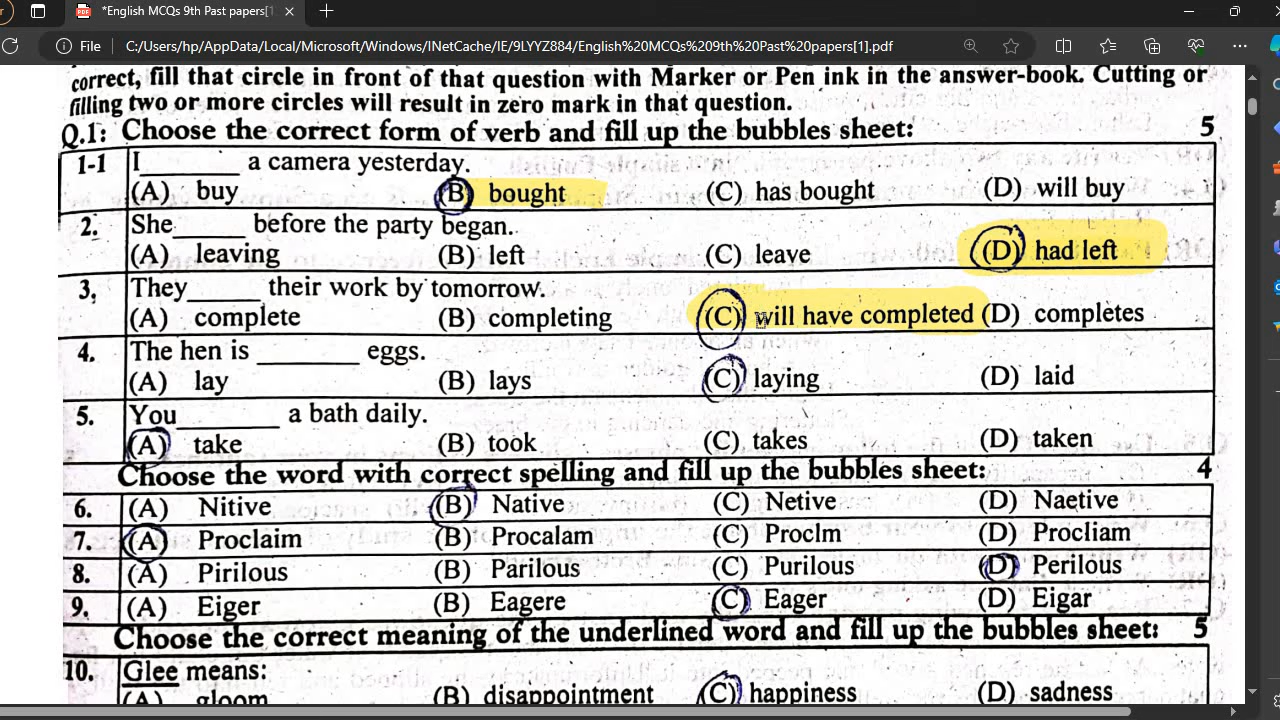 *English MCQs 9th Past papers[1
File C:/Users/hp/AppData/Local/Microsoft/Windows/INetCache/IE/9LYYZ884/English%20MCQs%209th%20Past%20papers[1].pdf
correct, fill that circle in front of that question with Marker or Pen ink in the answer-book. Cutting or
filling two or more circles will result in zero mark in that question.
Q.1: Choose the correct form of verb and fill up the bubbles sheet: 5
1-1 I________ a camera yesterday.
(A) buy (B) bought (C) has bought (D) will buy
2. She_____ before the party began.
(A) leaving (B) left (C) leave (D) had left
3. They_____ their work by tomorrow.
(A) complete (B) completing (C) will have completed (D) completes
4. The hen is _______ eggs.
(A) lay (B) lays (C) laying (D) laid
5. You_______ a bath daily.
(A) take (B) took (C) takes (D) taken
Choose the word with correct spelling and fill up the bubbles sheet: 4
6. (A) Nitive (B) Native (C) Netive (D) Naetive
7. (A) Proclaim (B) Procalam (C) Proclm (D) Procliam
8. (A) Pirilous (B) Parilous (C) Purilous (D) Perilous
9. (A) Eiger (B) Eagere (C) Eager (D) Eigar
Choose the correct meaning of the underlined word and fill up the bubbles sheet: 5
10. Glee means:
(A) gloom (B) disappointment (C) happiness (D) sadness